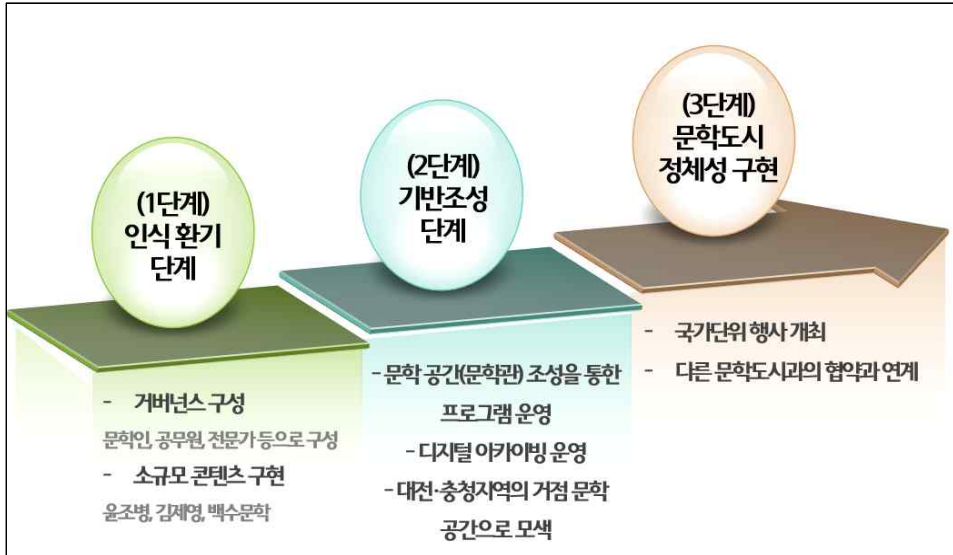 (1단계)
인식 환기
단계
- 거버넌스 구성
문학인, 공무원, 전문가 등으로 구성
- 소규모 콘텐츠 구현
윤조병, 김제영, 백수문학
(2단계)
기반조성
단계
- 문학 공간(문학관) 조성을 통한
프로그램 운영
- 디지털 아카이빙 운영
- 대전·충청지역의 거점 문학
공간으로 모색
(3단계)
문학도시
정체성 구현
- 국가단위 행사 개최
- 다른 문학도시과의 협약과 연계